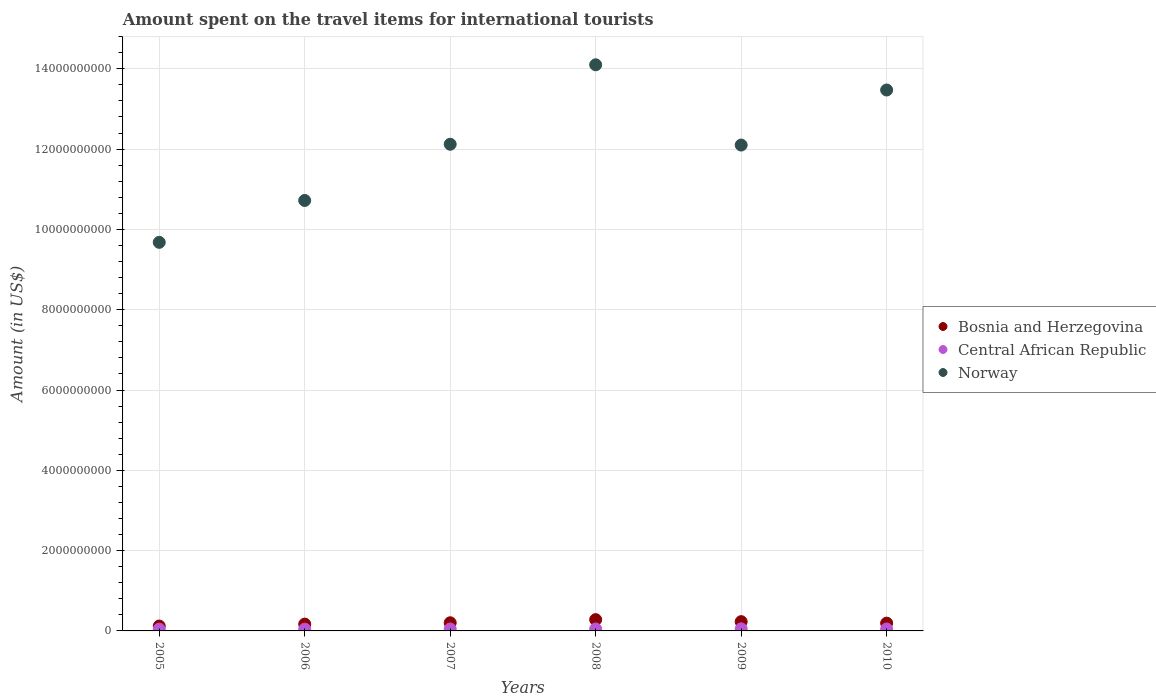 Amount spent on the travel items for international tourists
14000000000
12000000000
10000000000
8000000000
6000000000
4000000000
2000000000
0
Amount (in US$)
2005
2006
2007
2008
2009
2010
Years
Bosnia and Herzegovina
Central African Republic
Norway